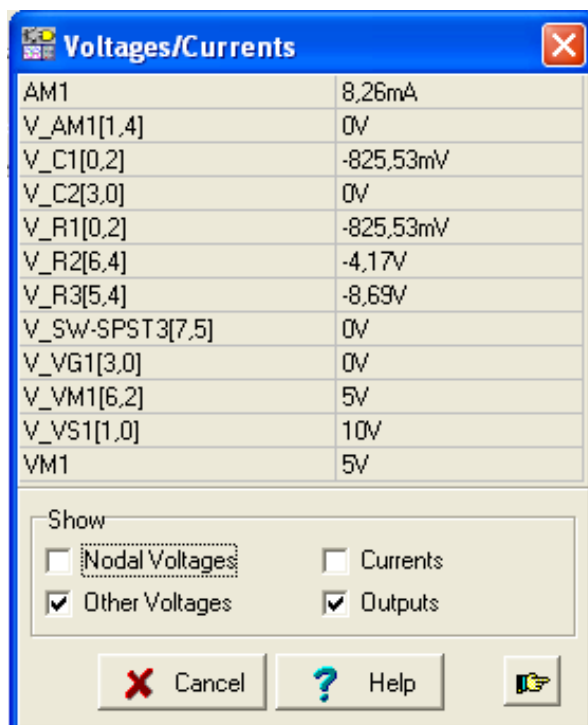 Voltages/Currents
AM1 8,26mA
V_AM1[1,4] 0V
V_C1[0,2] -825,53mV
V_C2[3,0] 0V
V_R1[0,2] -825,53mV
V_R2[6,4] -4,17V
V_R3[5,4] -8,69V
V_SW-SPST3[7,5] 0V
V_VG1[3,0] 0V
V_VM1[6,2] 5V
V_VS1[1,0] 10V
VM1 5V
Show
Nodal Voltages Currents
Other Voltages Outputs
Cancel Help